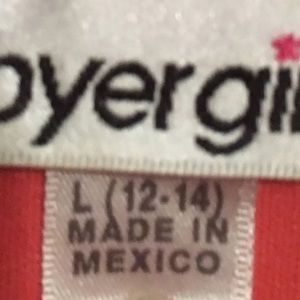 oyergi
L (12-14)
MADE IN
MEXICO